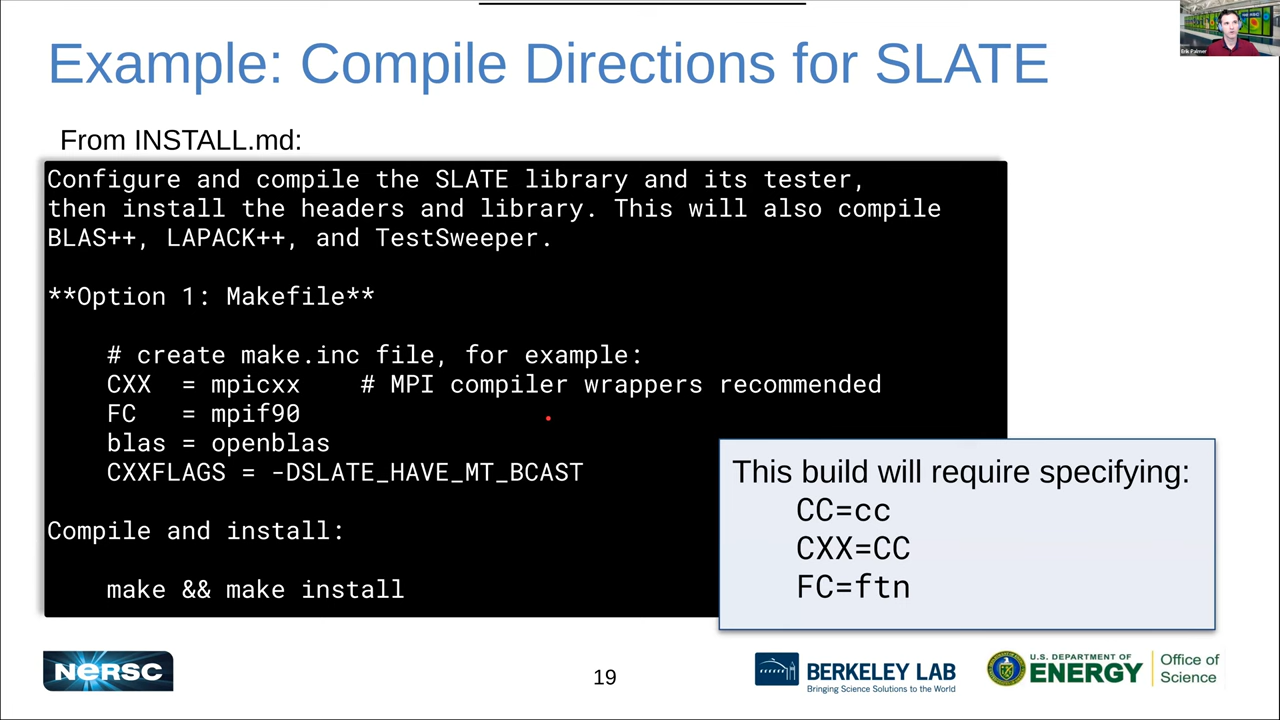 NERSC
Erik Palmer
Example: Compile Directions for SLATE
From INSTALL.md:
Configure and compile the SLATE library and its tester,
then install the headers and library. This will also compile
BLAS++, LAPACK++, and TestSweeper.
**Option 1: Makefile**
# create make.inc file, for example:
CXX = mpicxx # MPI compiler wrappers recommended
FC = mpif90
blas = openblas
CXXFLAGS = -DSLATE_HAVE_MT_BCAST
Compile and install:
make && make install
This build will require specifying:
CC=cc
CXX=CC
FC=ftn
NERSC
19
BERKELEY LAB
Bringing Science Solutions to the World
U.S. DEPARTMENT OF
ENERGY
Office of
Science